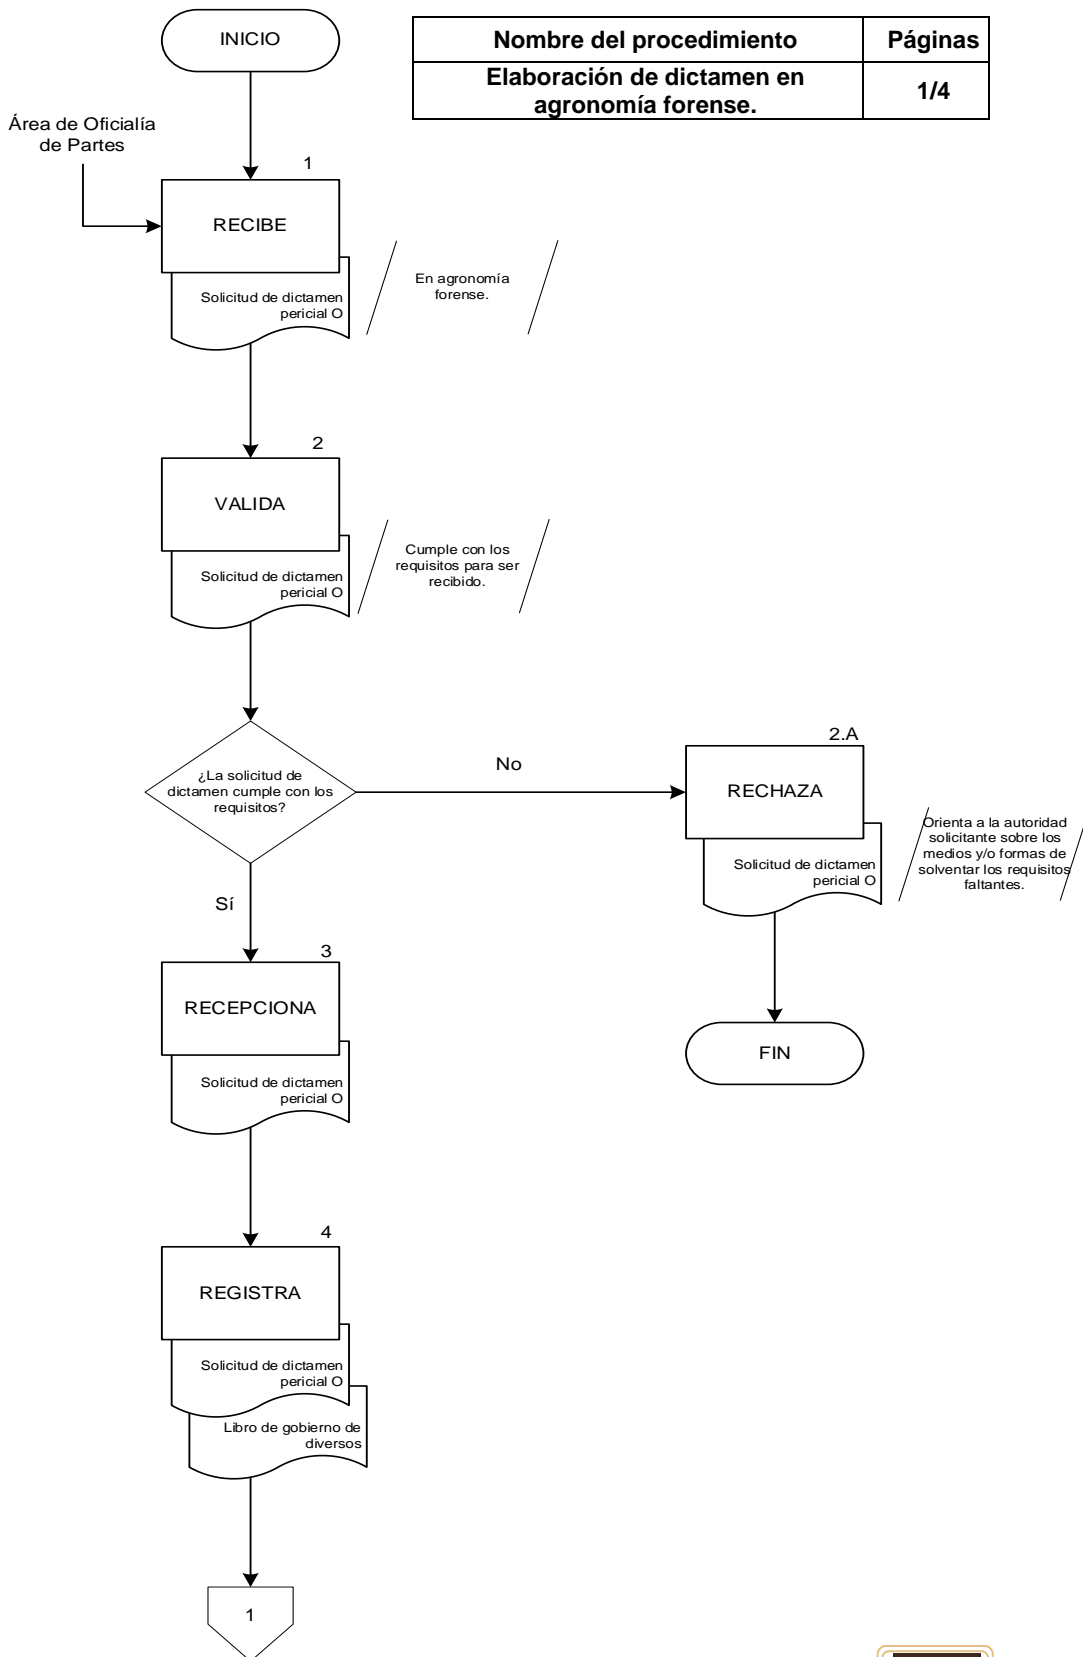 INICIO
Nombre del procedimiento Páginas
Elaboración de dictamen en
agronomía forense.
1/4
Área de Oficialía
de Partes
1
RECIBE
Solicitud de dictamen
pericial O
En agronomía
forense.
2
VALIDA
Solicitud de dictamen
pericial O
Cumple con los
requisitos para ser
recibido.
¿La solicitud de
dictamen cumple con los
requisitos?
No
2.A
RECHAZA
Solicitud de dictamen
pericial O
Orienta a la autoridad
solicitante sobre los
medios y/o formas de
solventar los requisitos
faltantes.
FIN
Sí
3
RECEPCIONA
Solicitud de dictamen
pericial O
4
REGISTRA
Solicitud de dictamen
pericial O
Libro de gobierno de
diversos
1